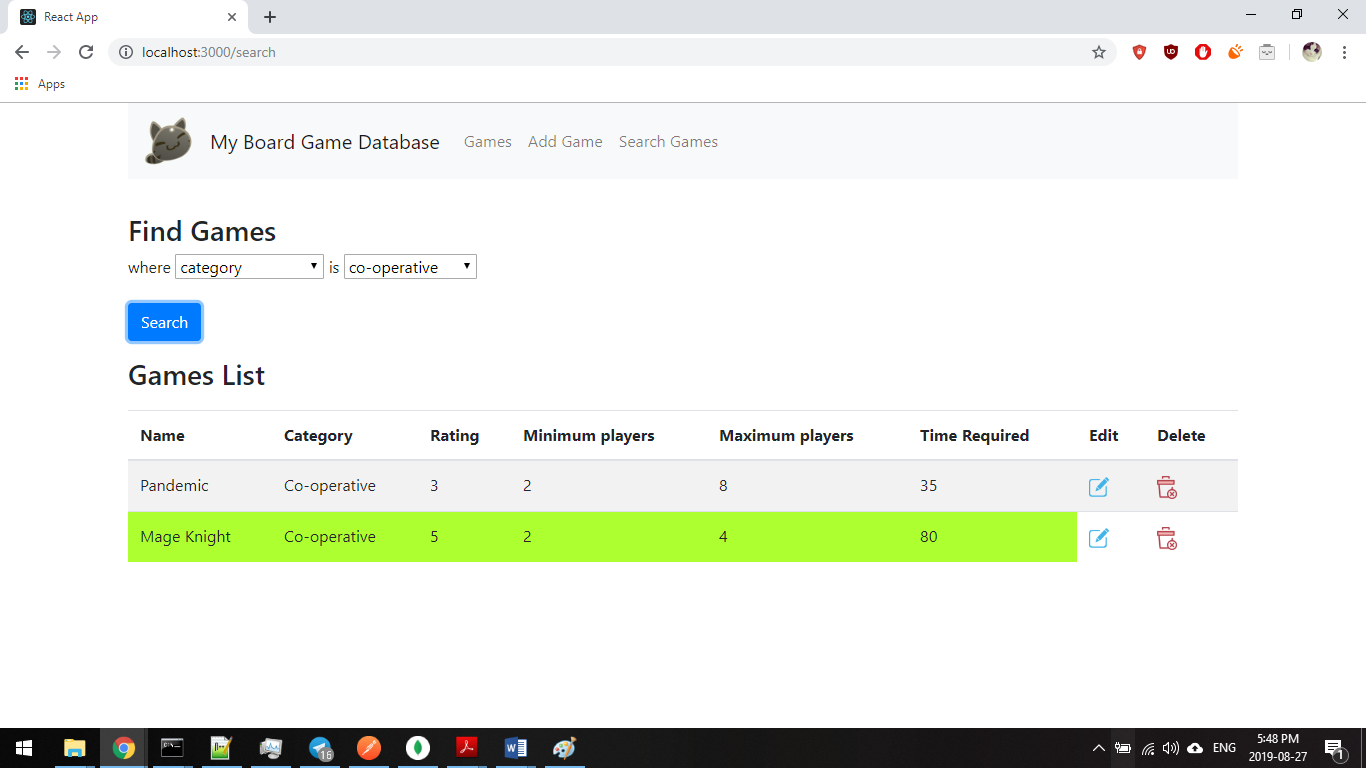 React App
localhost:3000/search
Apps
My Board Game Database Games Add Game Search Games
Find Games
where category is co-operative
Search
Games List
Name Category Rating Minimum players Maximum players Time Required Edit Delete
Pandemic Co-operative 3 2 8 35
Mage Knight Co-operative 5 2 4 80
16
ENG
5:48 PM
2019-08-27
1